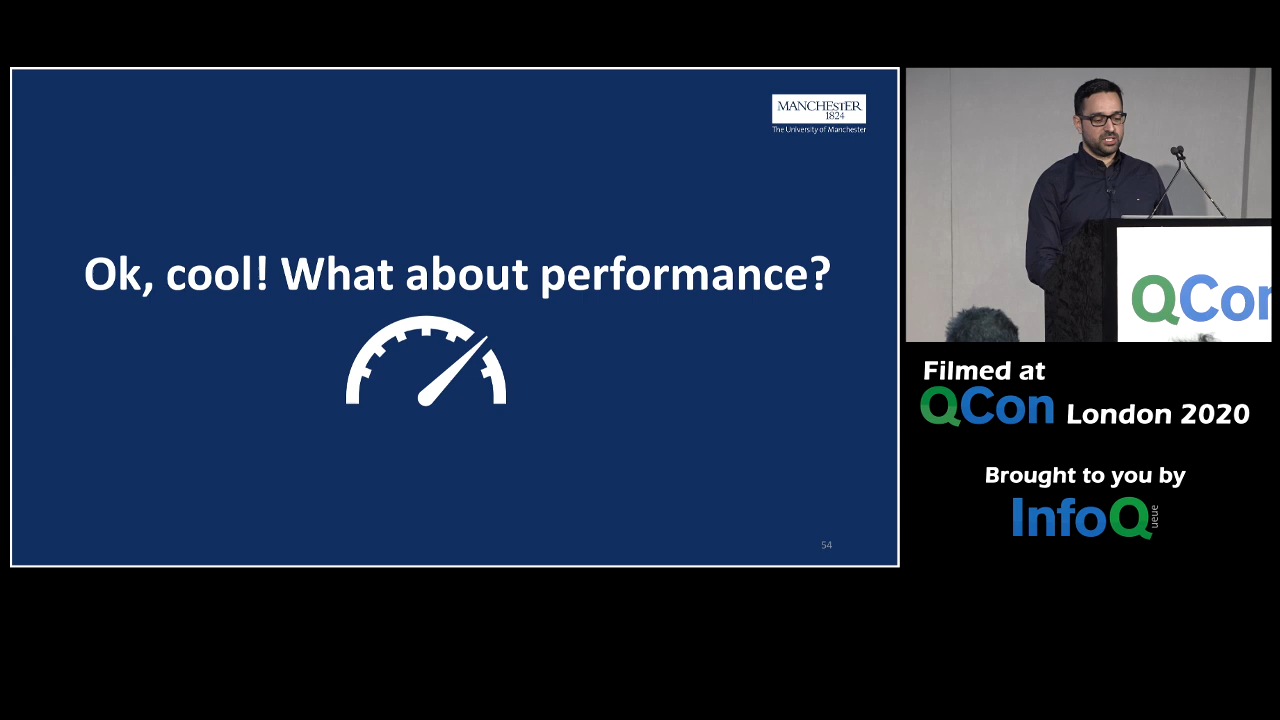 MANCHESTER
1824
The University of Manchester
Ok, cool! What about performance?
54
QCon
Filmed at
QCon London 2020
Brought to you by
InfoQ
ueue